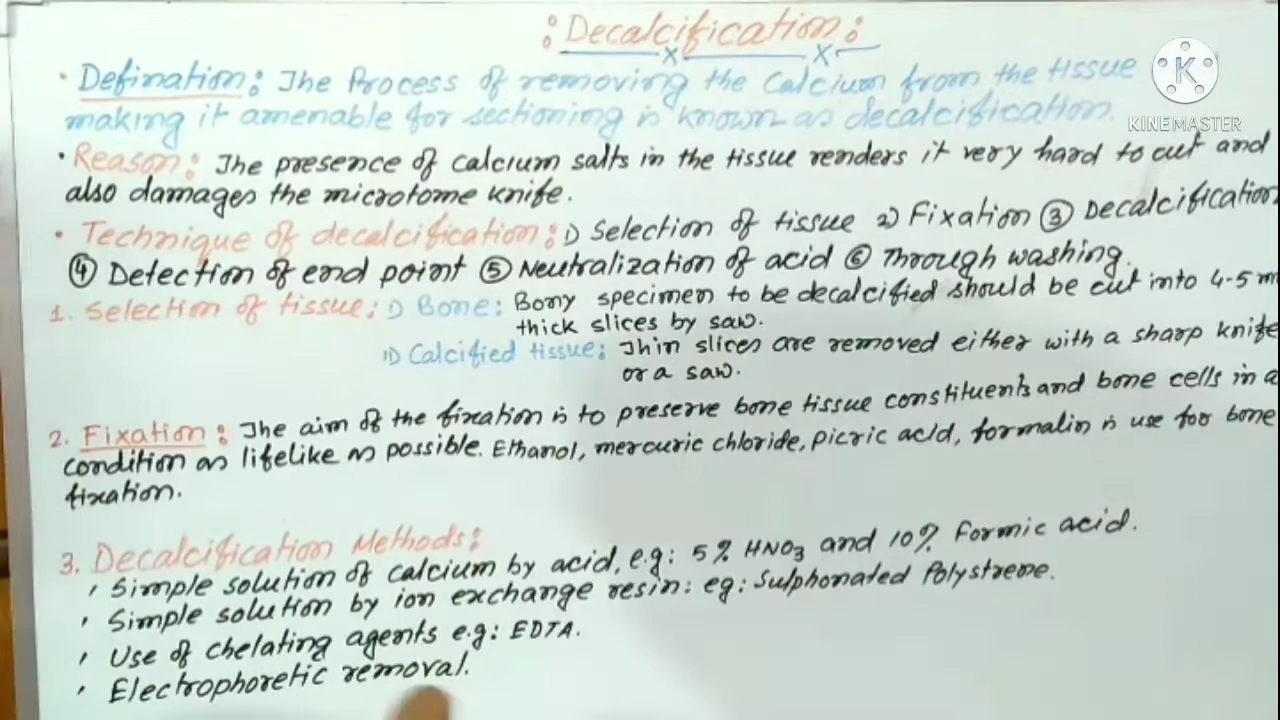 : Decalcification :
• Defination: The Process of removing the Calcium from the tissue
making it amenable for sectioning is known as decalcification.
K
KINEMASTER
• Reason: The presence of calcium salts in the tissue renders it very hard to cut and
also damages the microtome knife.
• Technique of decalcification: 1) Selection of tissue 2) Fixation ③ Decalcification
④ Detection of end point ⑤ Neutralization of acid ⑥ Through washing.
1. Selection of tissue: 1) Bone: Bony specimen to be decalcified should be cut into 4-5 m
thick slices by saw.
11) Calcified tissue: Thin slices are removed either with a sharp knife
or a saw.
2. Fixation: The aim of the fixation is to preserve bone tissue constituents and bone cells in a
condition as lifelike as possible. Ethanol, mercuric chloride, picric acid, formalin is use foo bone
fixation.
3. Decalcification Methods:
, Simple solution of calcium by acid, e.g: 5% HNO3 and 10% Formic acid.
, Simple solution by ion exchange resin: eg: Sulphonated Polystrene.
, Use of chelating agents e.g: EDTA.
, Electrophoretic removal.